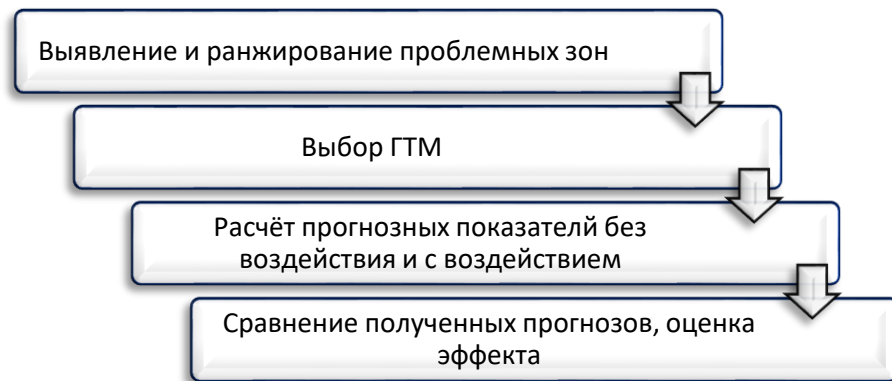 Выявление и ранжирование проблемных зон
Выбор ГТМ
Расчёт прогнозных показателй без
воздействия и с воздействием
Сравнение полученных прогнозов, оценка
эффекта